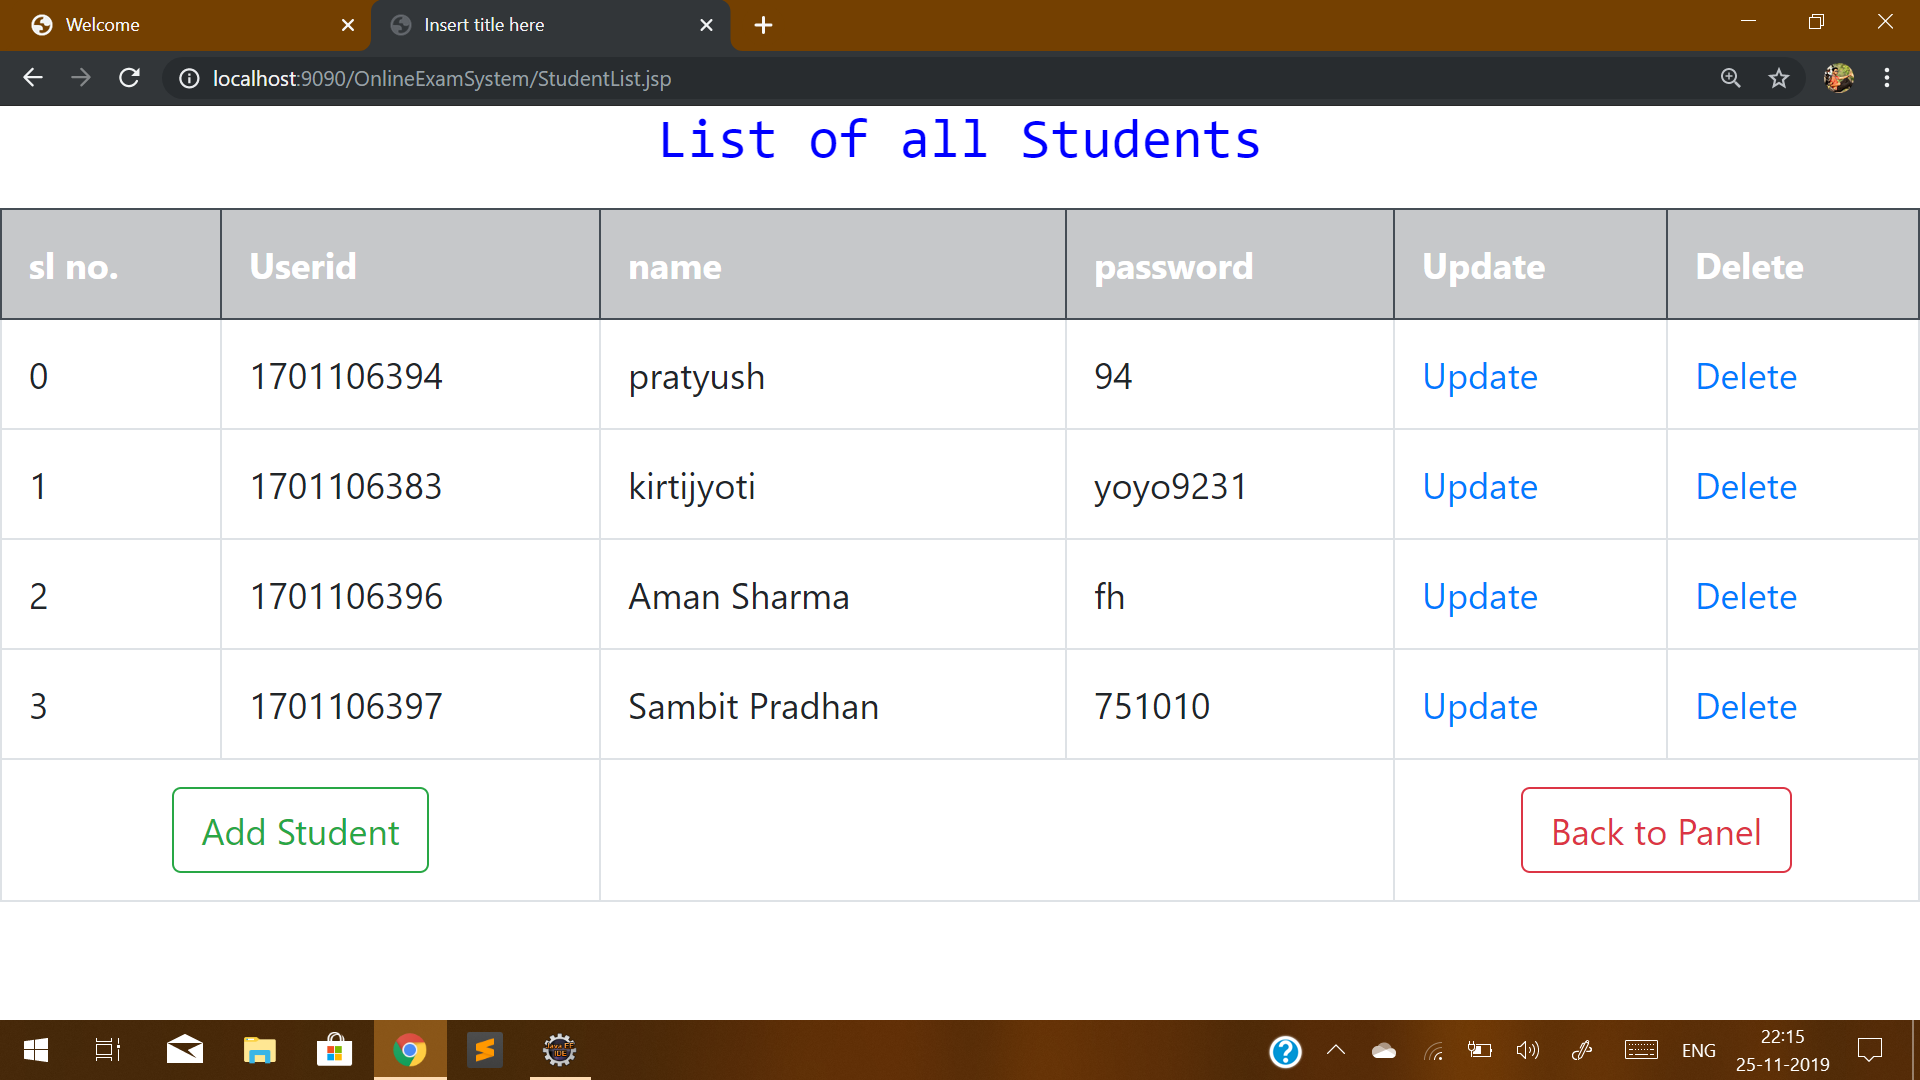 Welcome
Insert title here
localhost:9090/OnlineExamSystem/StudentList.jsp
List of all Students
sl no. Userid name password Update Delete
0 1701106394 pratyush 94 Update Delete
1 1701106383 kirtijyoti yoyo9231 Update Delete
2 1701106396 Aman Sharma fh Update Delete
3 1701106397 Sambit Pradhan 751010 Update Delete
Add Student Back to Panel
Java EE
IDE
ENG
22:15
25-11-2019